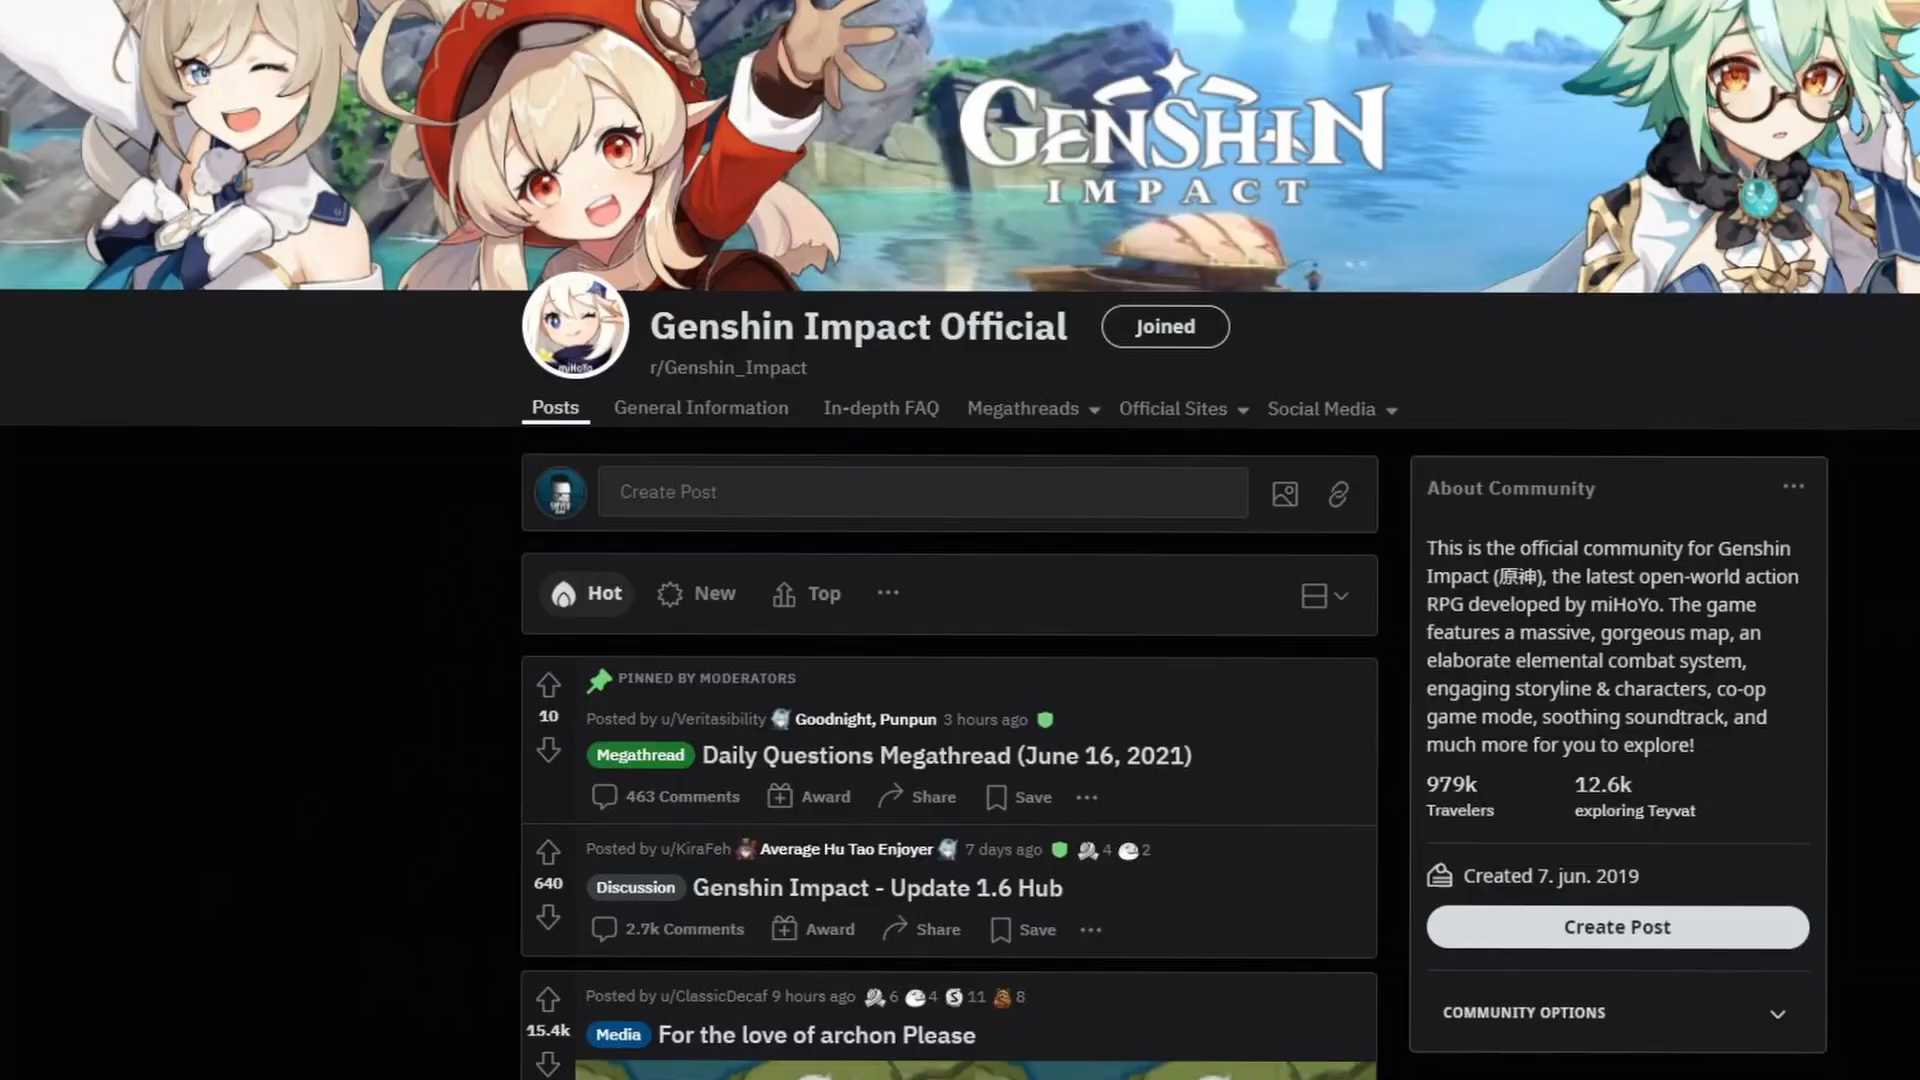 GENSHIN
IMPACT
miHoYo
Genshin Impact Official
Joined
r/Genshin_Impact
Posts
General Information
In-depth FAQ
Megathreads
Official Sites
Social Media
Create Post
Hot
New
Top
PINNED BY MODERATORS
10
Posted by u/Veritasibility Goodnight, Punpun 3 hours ago
Megathread Daily Questions Megathread (June 16, 2021)
463 Comments Award Share Save
Posted by u/KiraFeh Average Hu Tao Enjoyer 7 days ago 4 2
640
Discussion Genshin Impact - Update 1.6 Hub
2.7k Comments Award Share Save
Posted by u/ClassicDecaf 9 hours ago 6 4 S 11 8
15.4k
Media For the love of archon Please
About Community
This is the official community for Genshin
Impact (原神), the latest open-world action
RPG developed by miHoYo. The game
features a massive, gorgeous map, an
elaborate elemental combat system,
engaging storyline & characters, co-op
game mode, soothing soundtrack, and
much more for you to explore!
979k 12.6k
Travelers exploring Teyvat
Created 7. jun. 2019
Create Post
COMMUNITY OPTIONS